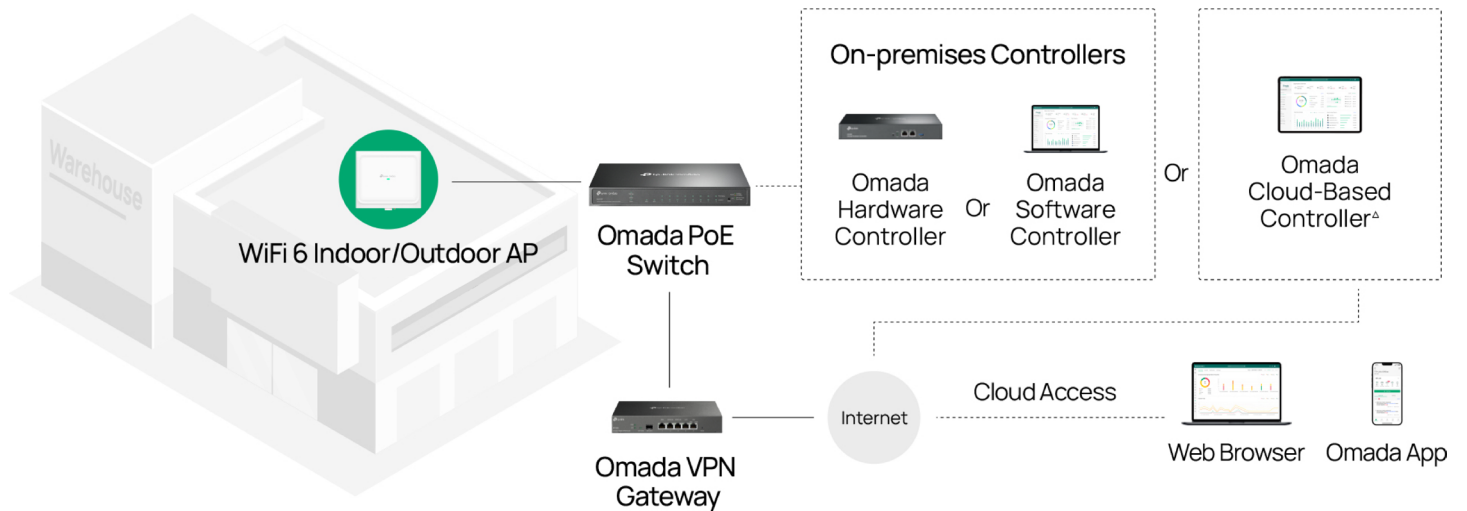 Warehouse
WiFi 6 Indoor/Outdoor AP
Omada PoE
Switch
On-premises Controllers
Omada
Hardware
Controller
Or
Omada
Software
Controller
Or
Omada
Cloud-Based
Controller△
Omada VPN
Gateway
Internet
Cloud Access
Web Browser
Omada App